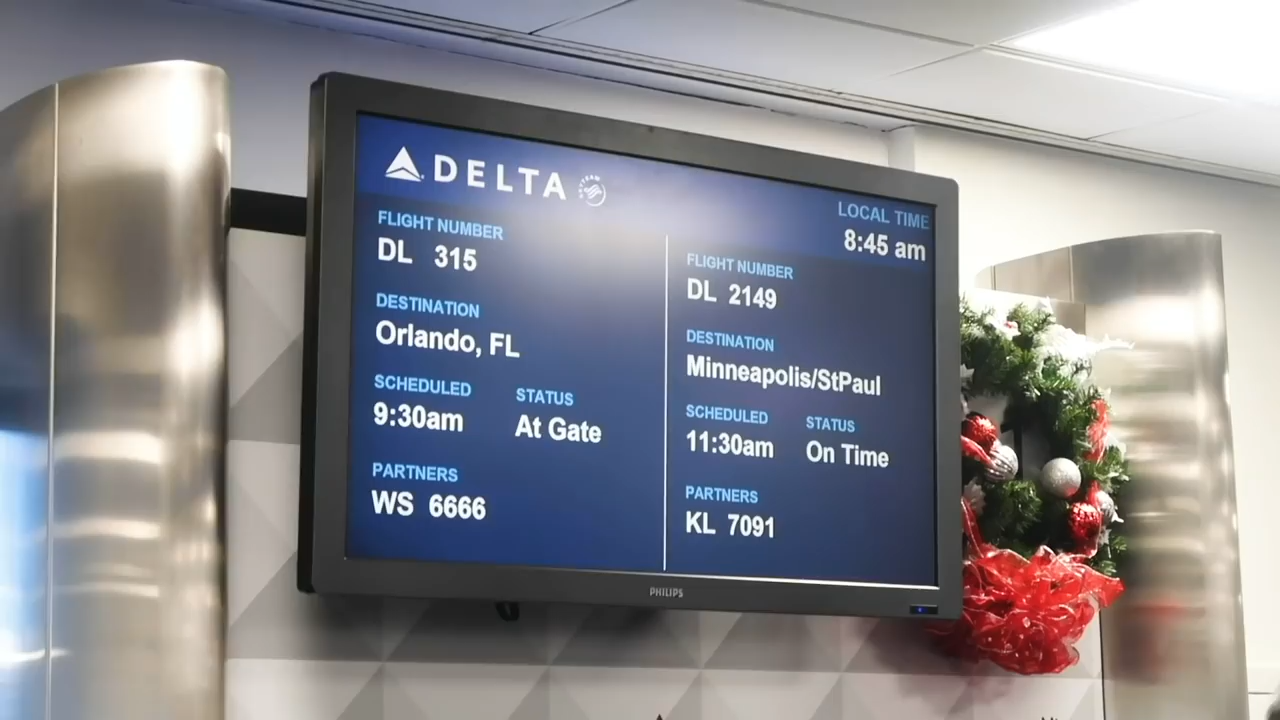 DELTA
LOCAL TIME
8:45 am
FLIGHT NUMBER
DL 315
DESTINATION
Orlando, FL
SCHEDULED STATUS
9:30am At Gate
PARTNERS
WS 6666
FLIGHT NUMBER
DL 2149
DESTINATION
Minneapolis/StPaul
SCHEDULED STATUS
11:30am On Time
PARTNERS
KL 7091
PHILIPS